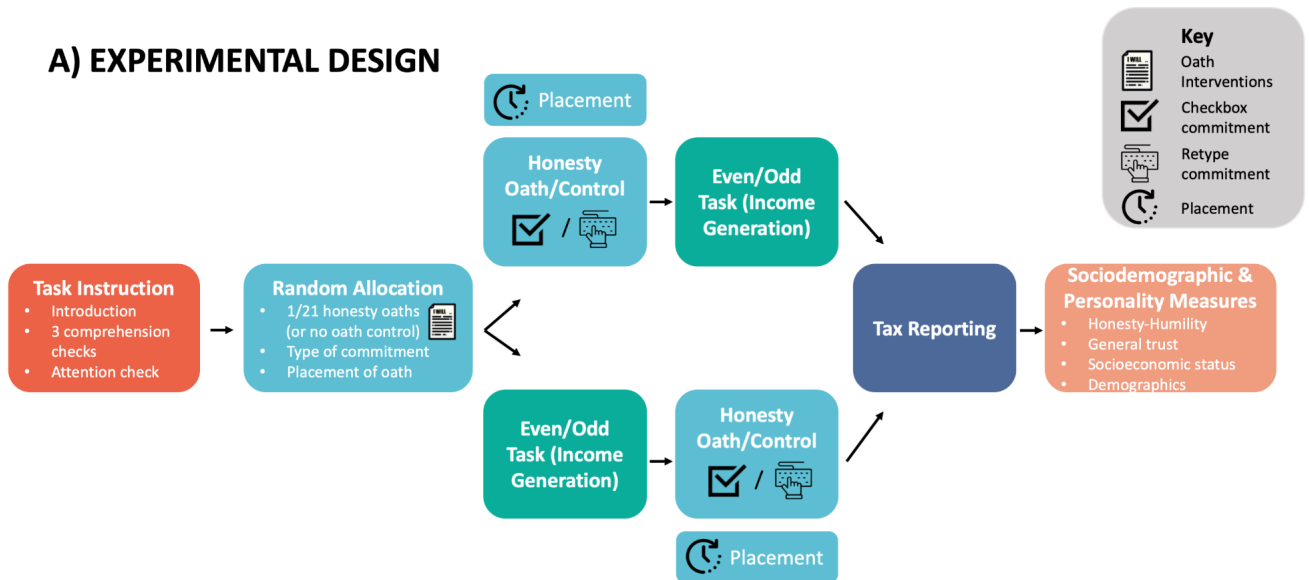 A) EXPERIMENTAL DESIGN
Key
Oath
Interventions
Checkbox
commitment
Retype
commitment
Placement
Placement
Honesty
Oath/Control
/
Even/Odd
Task (Income
Generation)
Task Instruction
• Introduction
• 3 comprehension
checks
• Attention check
Random Allocation
• 1/21 honesty oaths
(or no oath control)
• Type of commitment
• Placement of oath
I WILL
Tax Reporting
Sociodemographic &
Personality Measures
• Honesty-Humility
• General trust
• Socioeconomic status
• Demographics
Even/Odd
Task (Income
Generation)
Honesty
Oath/Control
/
Placement